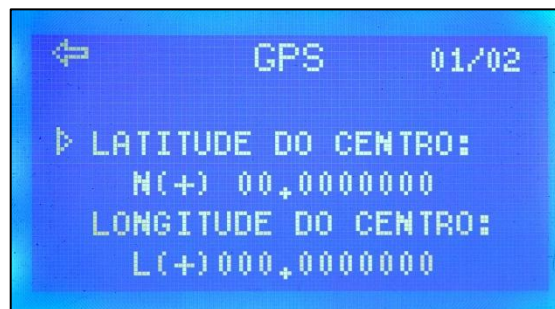 GPS 01/02
LATITUDE DO CENTRO:
N(+) 00.0000000
LONGITUDE DO CENTRO:
L(+)000.0000000